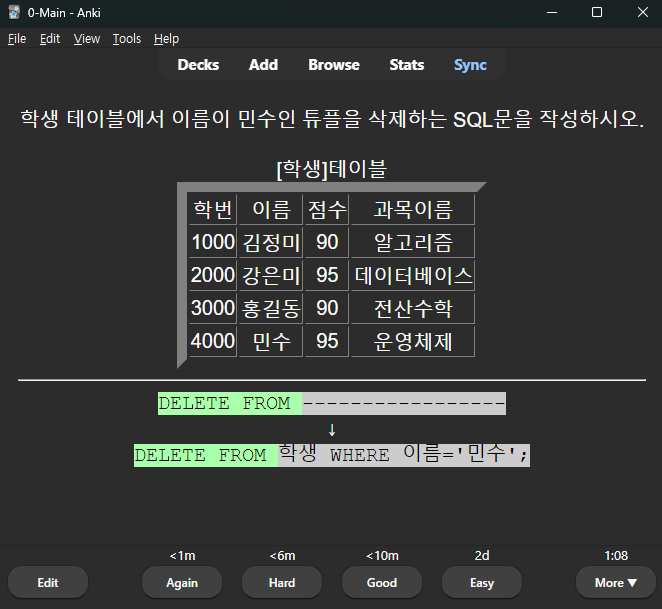 0-Main - Anki
File Edit View Tools Help
Decks Add Browse Stats Sync
학생 테이블에서 이름이 민수인 튜플을 삭제하는 SQL문을 작성하시오.
[학생]테이블
학번 이름 점수 과목이름
1000 김정미 90 알고리즘
2000 강은미 95 데이터베이스
3000 홍길동 90 전산수학
4000 민수 95 운영체제
DELETE FROM -----------------
↓
DELETE FROM 학생 WHERE 이름='민수';
<1m <6m <10m 2d 1:08
Edit Again Hard Good Easy More ▼